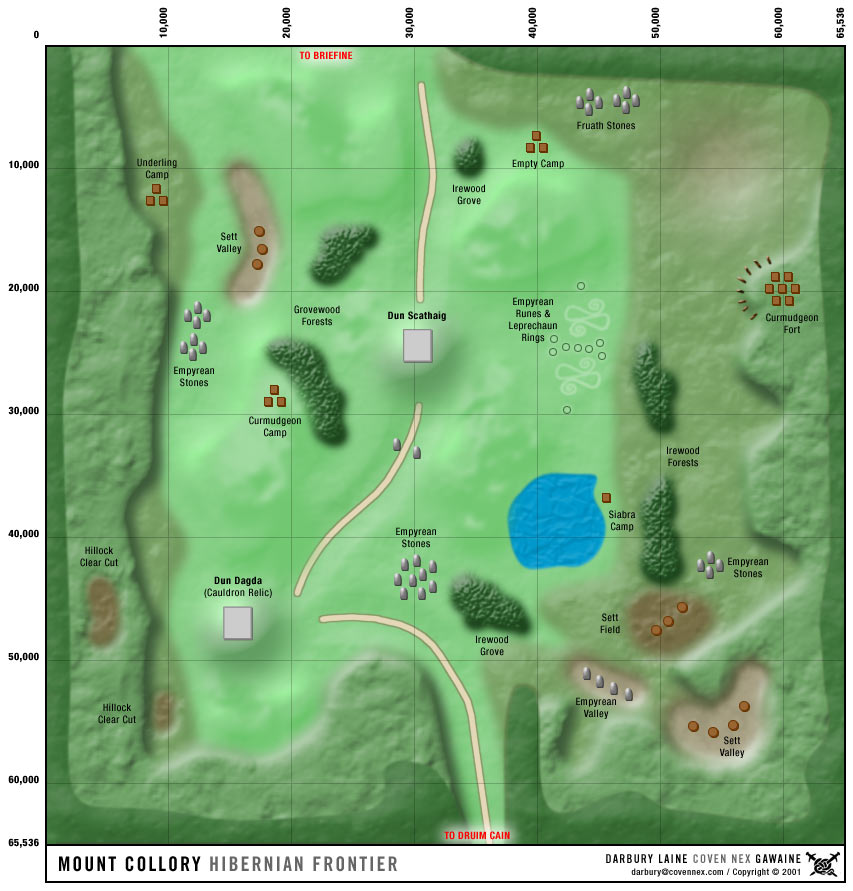 0
10,000
20,000
30,000
40,000
50,000
60,000
65,536
TO BRIEFINE
Fruath Stones
10,000
Underling
Camp
Empty Camp
Irewood
Grove
Sett
Valley
20,000
Grovewood
Forests
Dun Scathaig
Empyrean
Runes &
Leprechaun
Rings
Curmudgeon
Fort
Empyrean
Stones
30,000
Curmudgeon
Camp
Irewood
Forests
Siabra
Camp
40,000
Empyrean
Stones
Hillock
Clear Cut
Empyrean
Stones
Dun Dagda
(Cauldron Relic)
Sett
Field
Irewood
Grove
50,000
Hillock
Clear Cut
Empyrean
Valley
Sett
Valley
60,000
TO DRUIM CAIN
65,536
MOUNT COLLORY HIBERNIAN FRONTIER
DARBURY LAINE COVEN NEX GAWAINE
darbury@covennex.com / Copyright © 2001